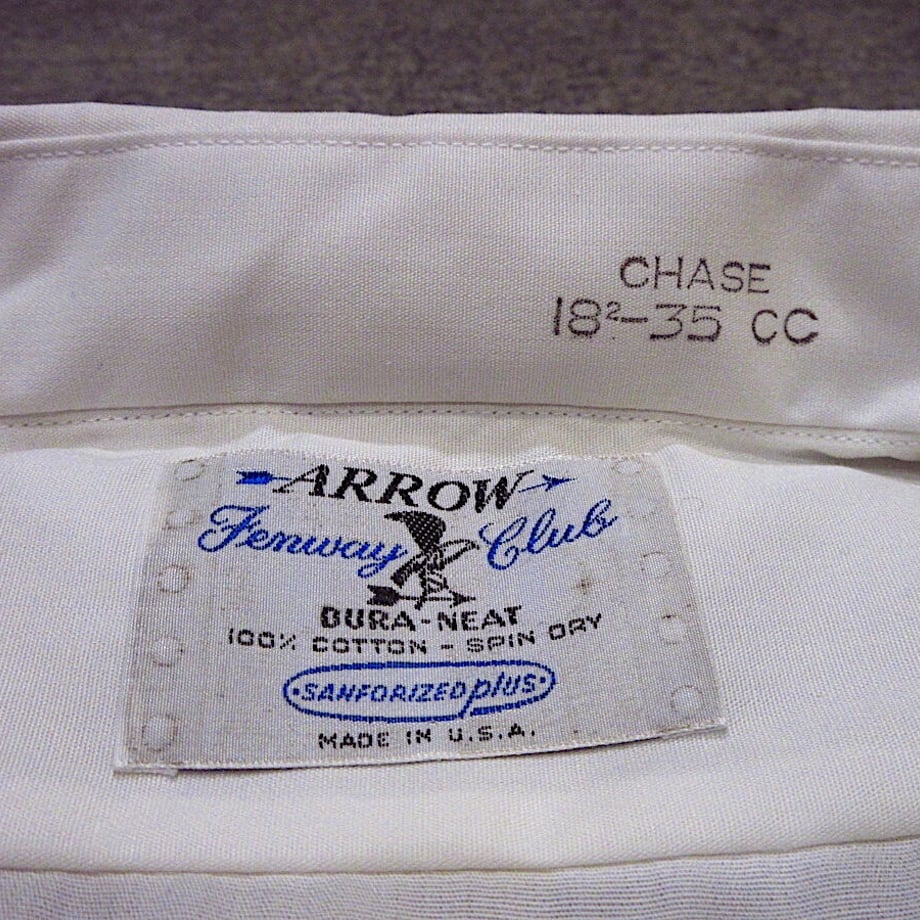 CHASE
18²-35 CC
ARROW
Fenway Club
DURA-NEAT
100% COTTON - SPIN DRY
·SANFORIZED plus·
MADE IN U.S.A.